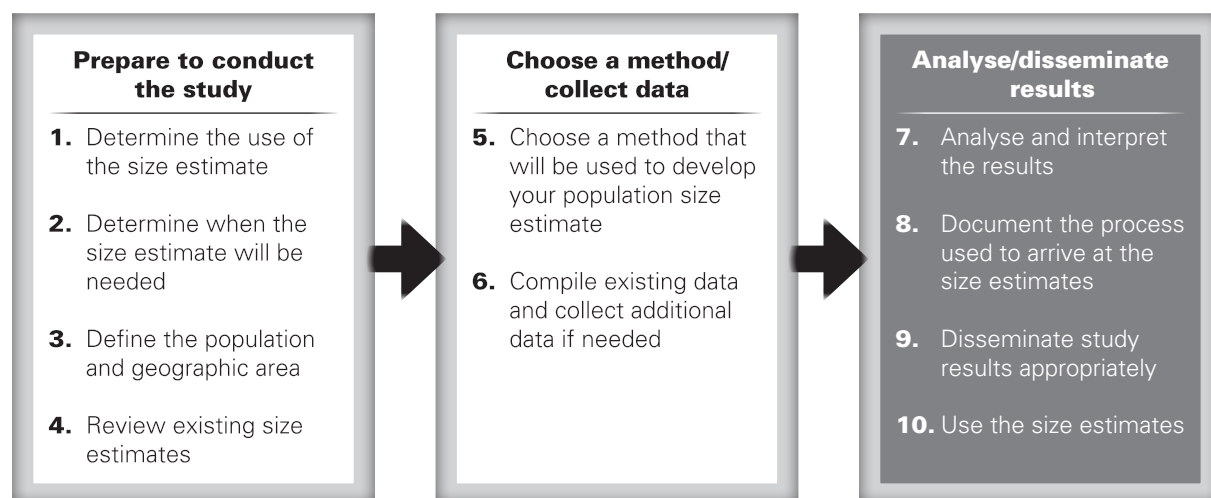 Prepare to conduct
the study
1. Determine the use of
the size estimate
2. Determine when the
size estimate will be
needed
3. Define the population
and geographic area
4. Review existing size
estimates
Choose a method/
collect data
5. Choose a method that
will be used to develop
your population size
estimate
6. Compile existing data
and collect additional
data if needed
Analyse/disseminate
results
7. Analyse and interpret
the results
8. Document the process
used to arrive at the
size estimates
9. Disseminate study
results appropriately
10. Use the size estimates